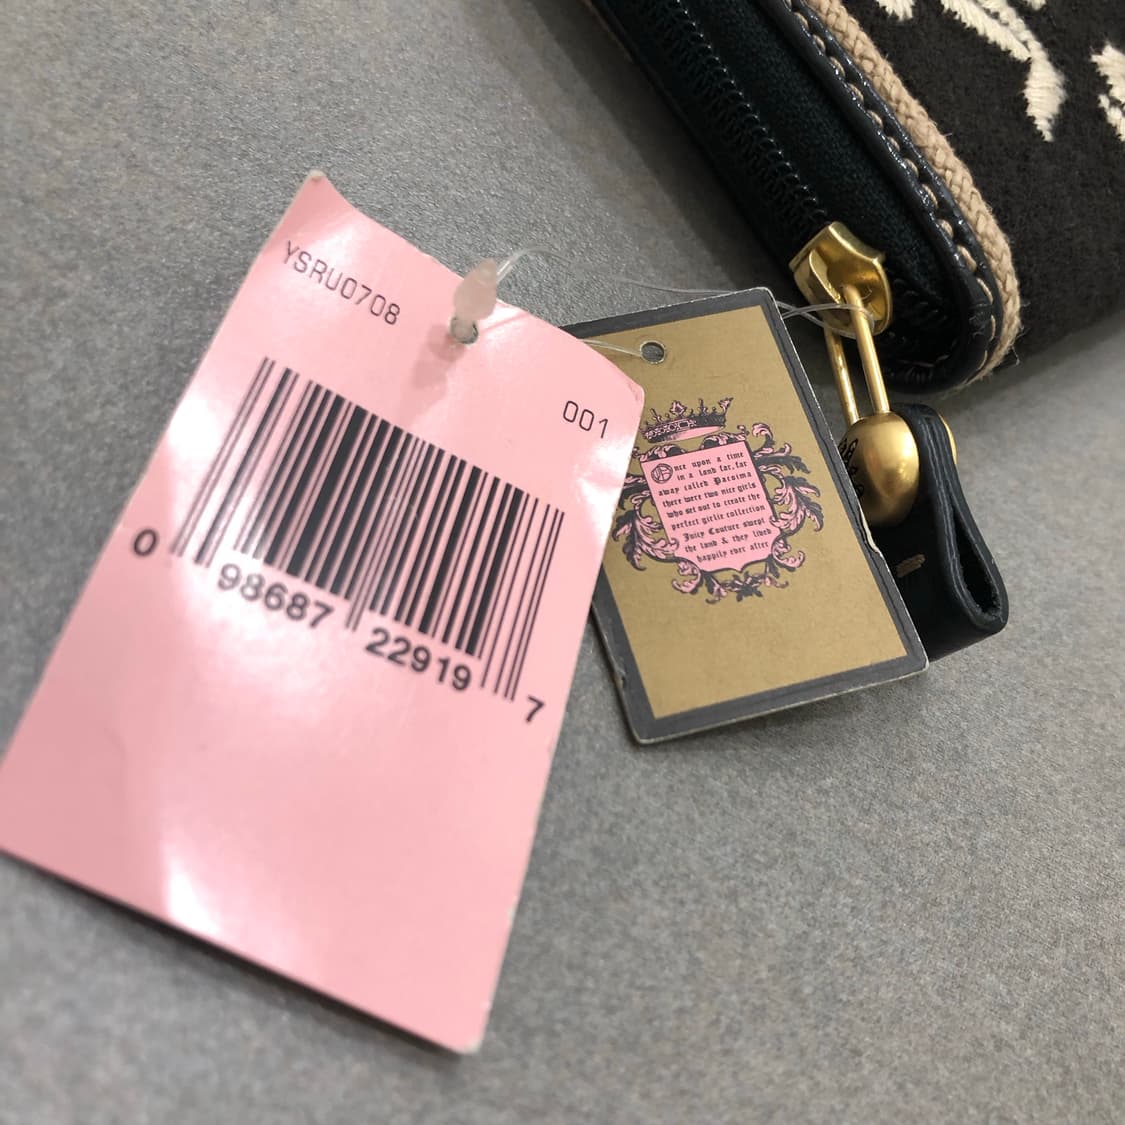 YSRU0708
001
0 98687 22919 7
Once upon a time
in a land far, far
away called Pacoima
there were two nice girls
who set out to create the
perfect girlie collection
Juicy Couture swept
the land & they lived
happily ever after